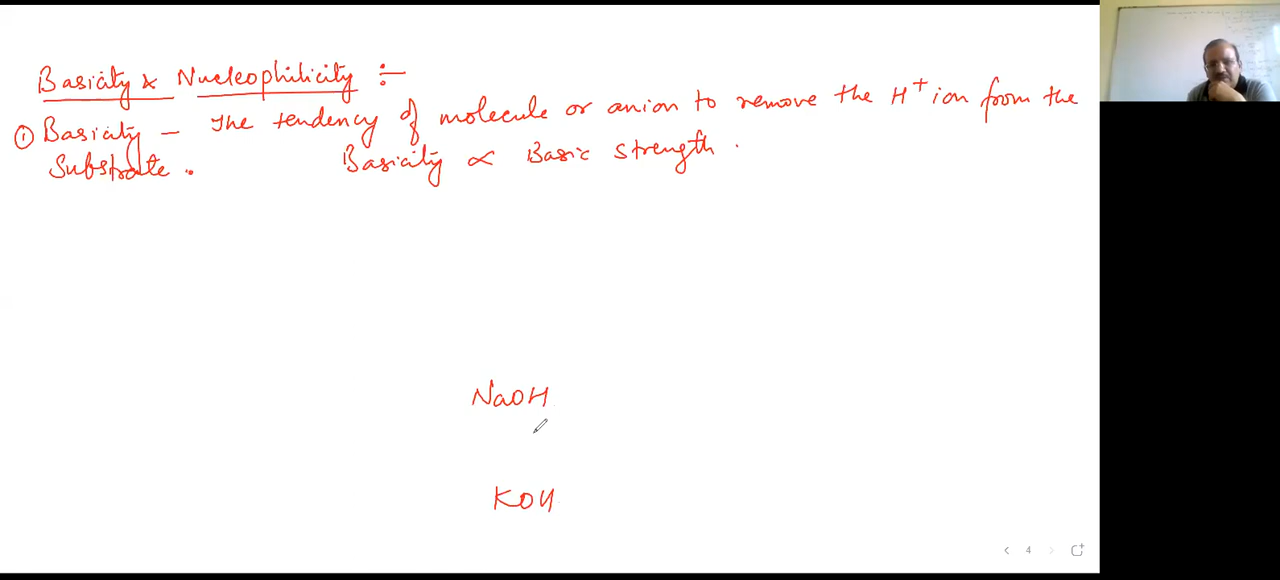 Basicity & Nucleophilicity :-
① Basicity - The tendency of molecule or anion to remove the H⁺ ion from the
Substrate. Basicity ∝ Basic strength.
NaOH
KOH
4